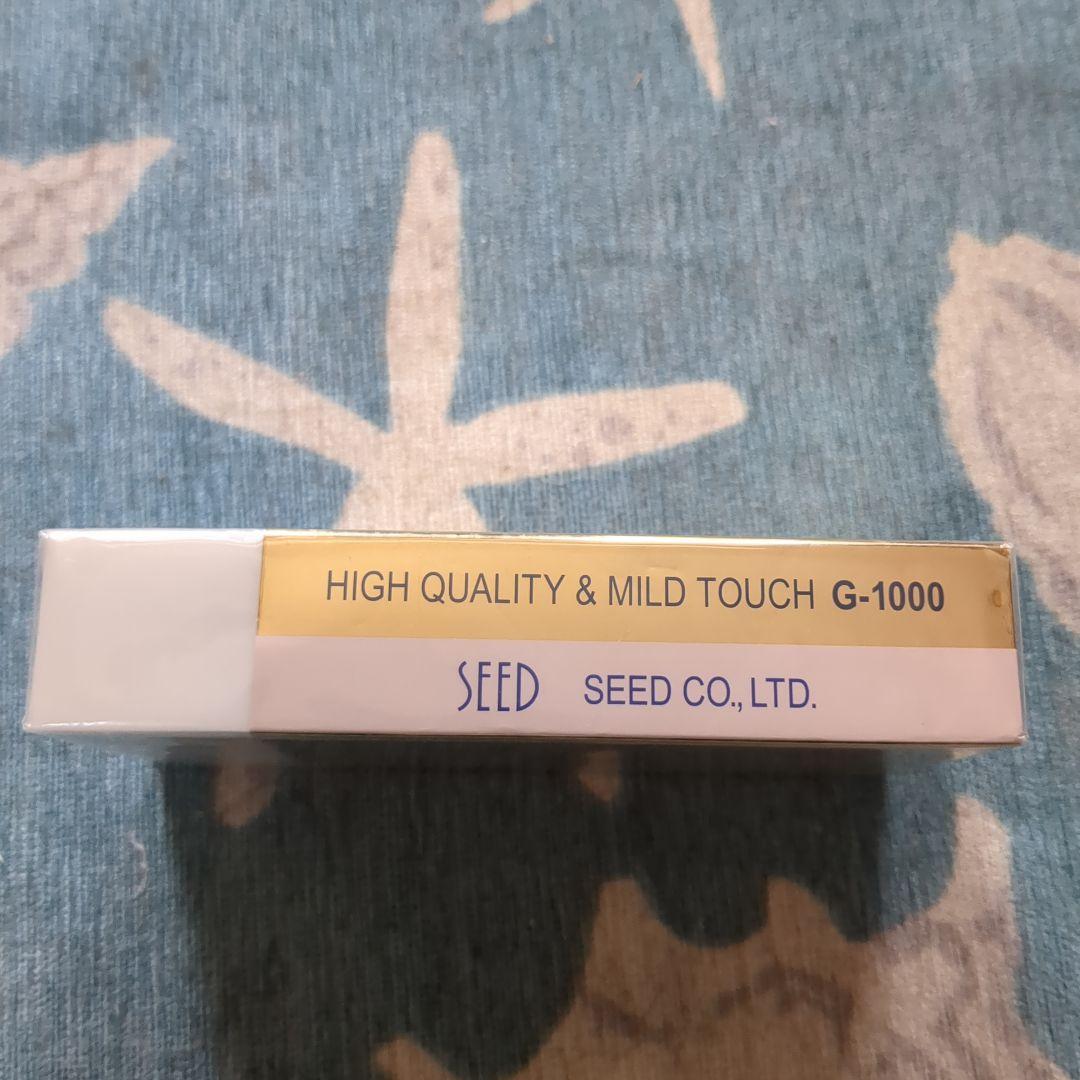 HIGH QUALITY & MILD TOUCH G-1000
SEED SEED CO., LTD.